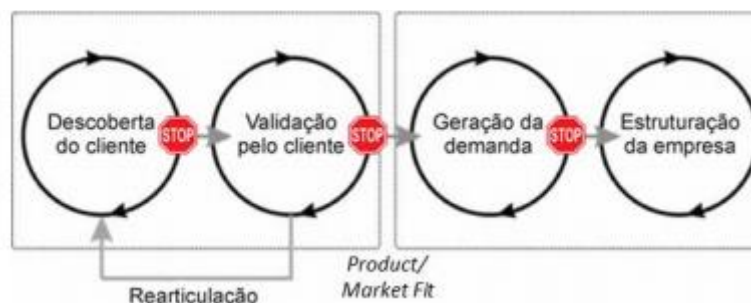 Descoberta
do cliente
STOP
Validação
pelo cliente
STOP
Geração da
demanda
STOP
Estruturação
da empresa
Rearticulação
Product/
Market Fit